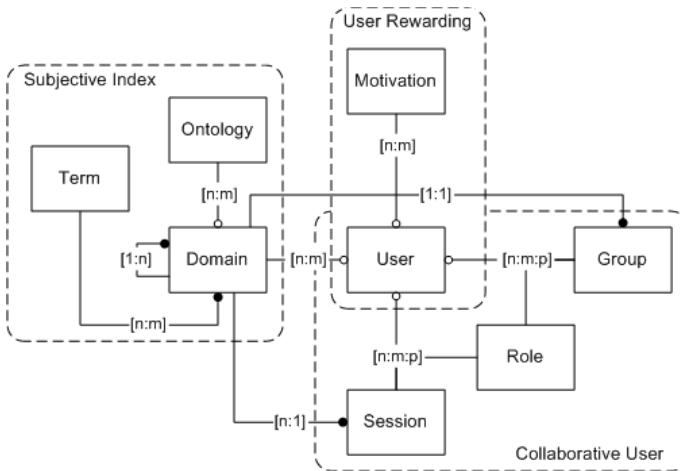 User Rewarding
Subjective Index
Motivation
Ontology
[n:m]
Term
[n:m]
[1:1]
[1:n]
Domain
[n:m]
User
[n:m:p]
Group
[n:m]
[n:m:p]
Role
[n:1]
Session
Collaborative User